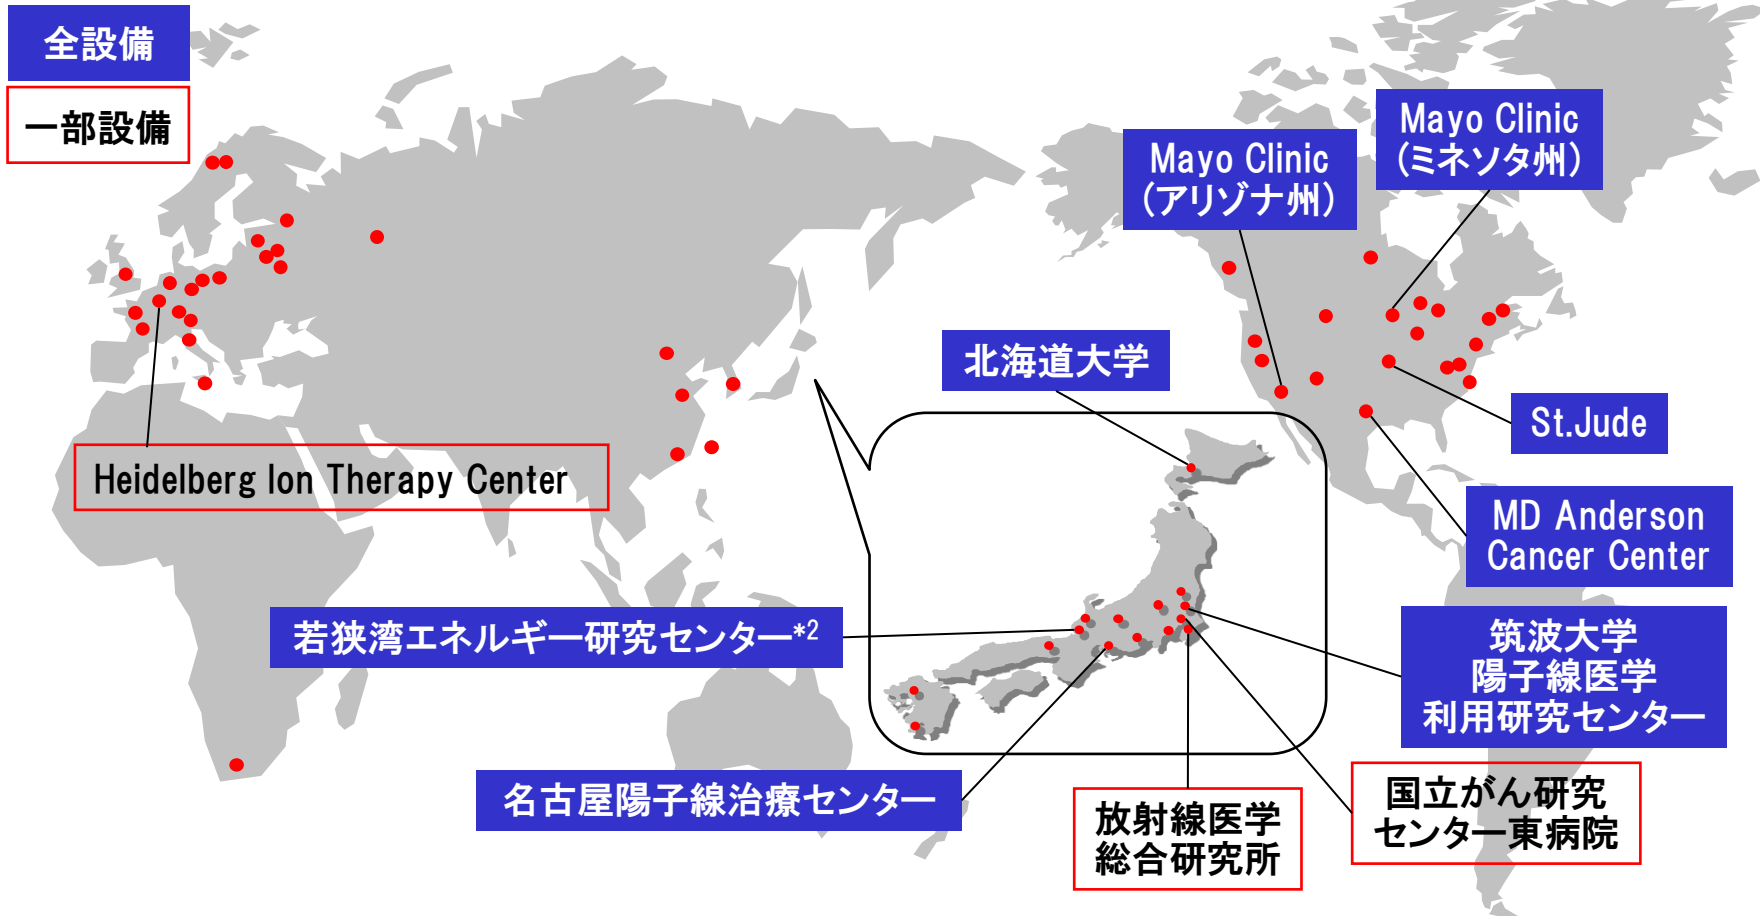 全設備
一部設備
Mayo Clinic
(アリゾナ州)
Mayo Clinic
(ミネソタ州)
北海道大学
St.Jude
Heidelberg Ion Therapy Center
MD Anderson
Cancer Center
若狭湾エネルギー研究センター*2
筑波大学
陽子線医学
利用研究センター
名古屋陽子線治療センター
放射線医学
総合研究所
国立がん研究
センター東病院